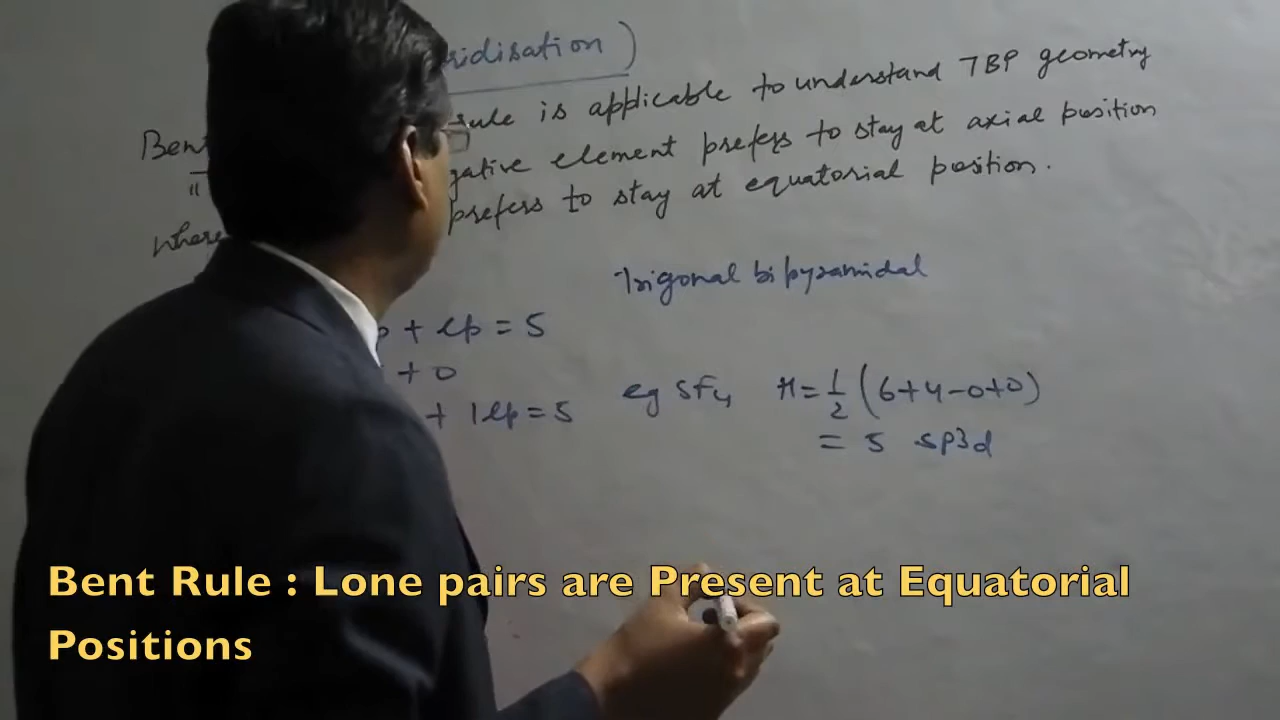 ridisation)
Bent rule is applicable to understand TBP geometry
gative element prefers to stay at axial position
where prefers to stay at equatorial position.
Trigonal bipyramidal
p + lp = 5
+ 0
+ 1lp = 5
eg SF4, H = 1/2 (6+4-0+0)
= 5 sp3d
Bent Rule : Lone pairs are Present at Equatorial
Positions